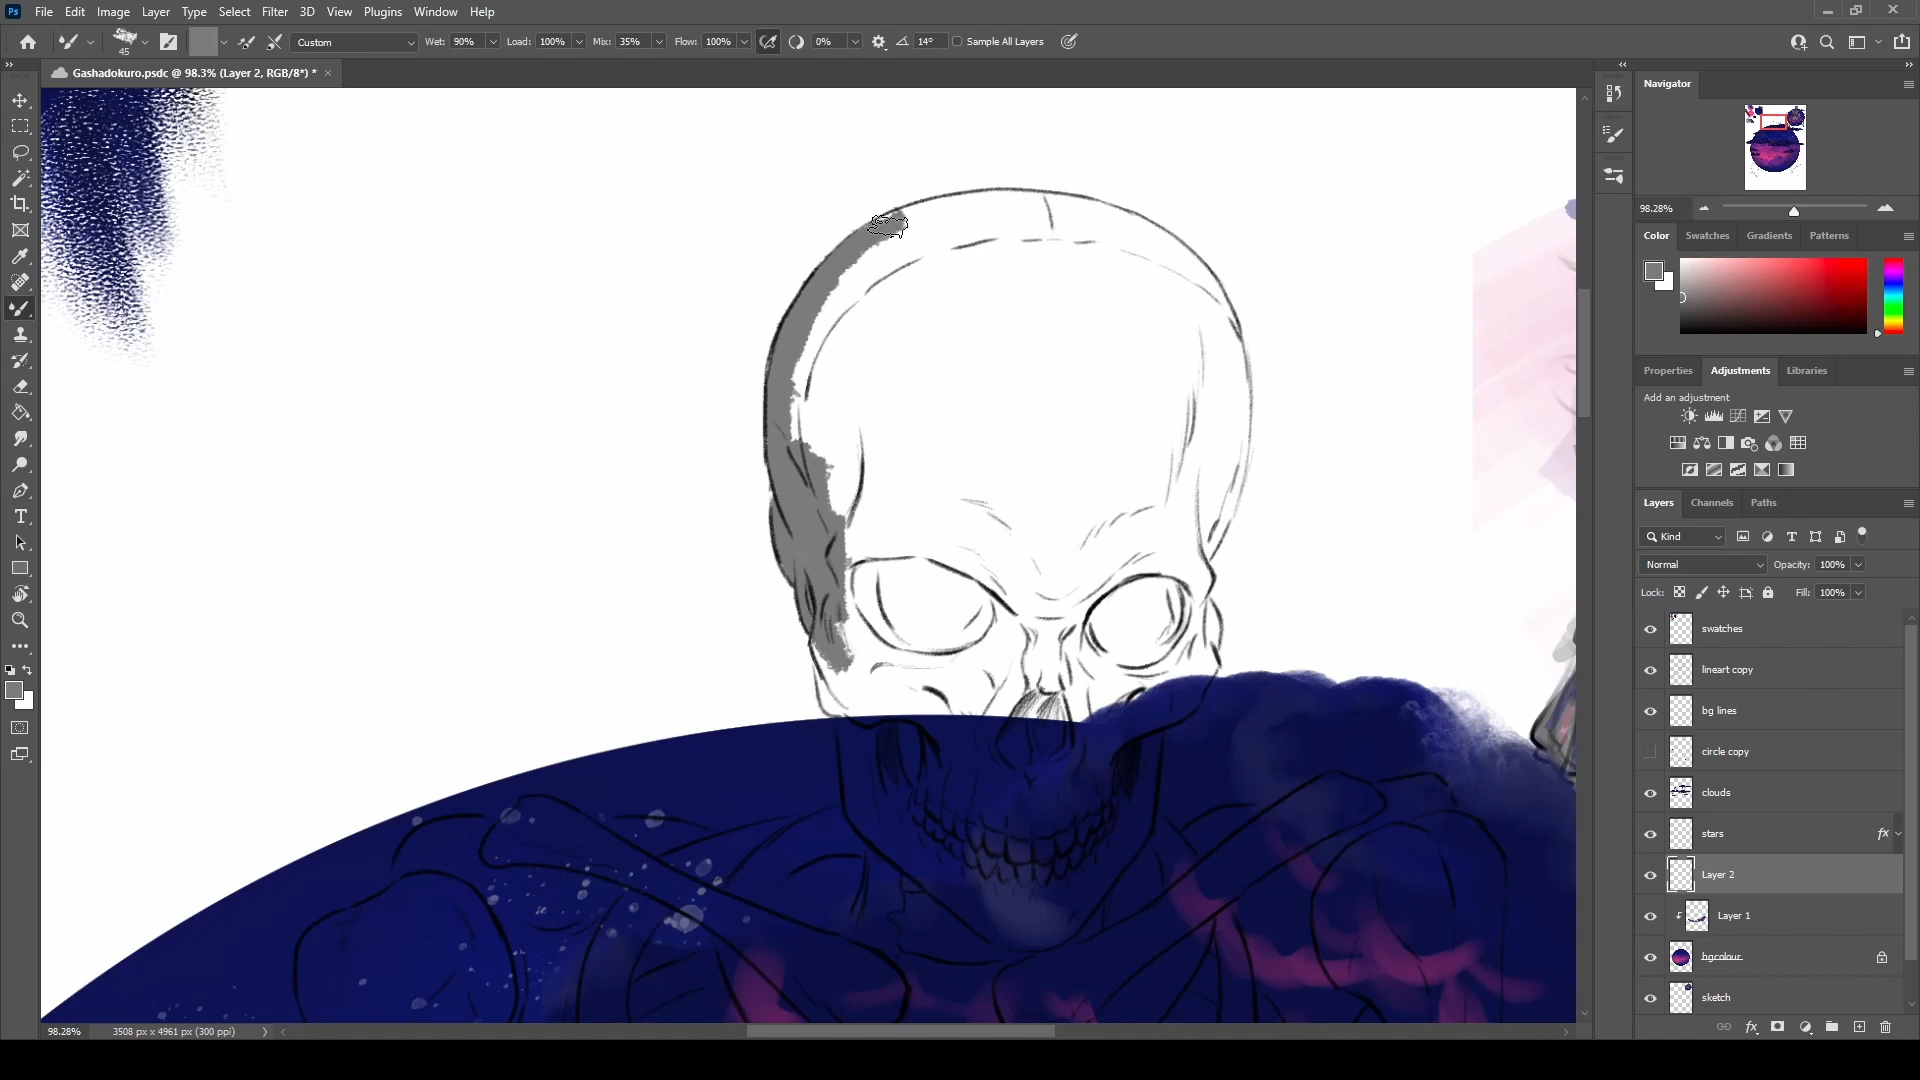 Ps File Edit Image Layer Type Select Filter 3D View Plugins Window Help
45 Custom Wet: 90% Load: 100% Mix: 35% Flow: 100% 0% 14° Sample All Layers
Gashadokuro.psdc @ 98.3% (Layer 2, RGB/8*) * ×
Navigator
98.28%
Color Swatches Gradients Patterns
Properties Adjustments Libraries
Add an adjustment
Layers Channels Paths
Kind
Normal Opacity: 100%
Lock: Fill: 100%
swatches
lineart copy
bg lines
circle copy
clouds
stars fx
Layer 2
Layer 1
bgcolour
sketch
98.28% 3508 px x 4961 px (300 ppi)
fx